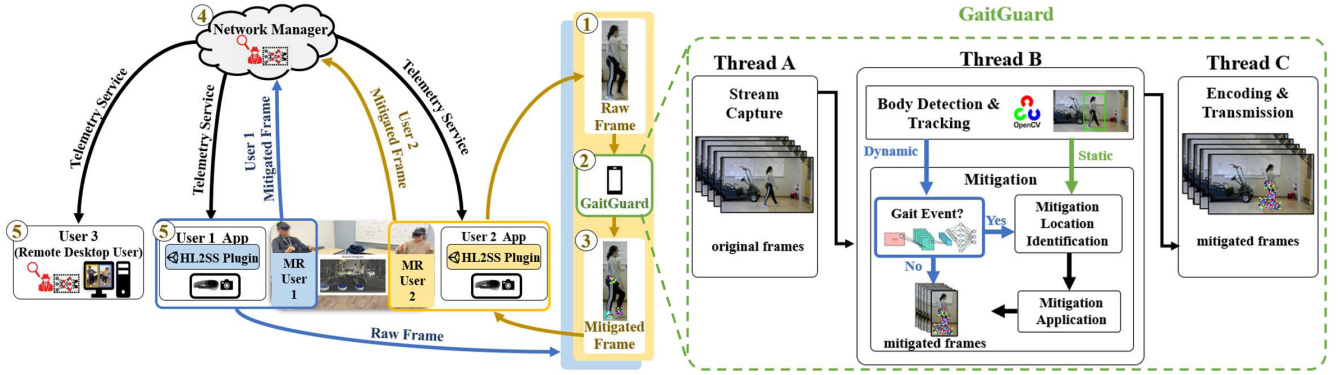 GaitGuard
4
Network Manager
Telemetry Service
Telemetry Service
User 1
Mitigated Frame
User 2
Mitigated Frame
Telemetry Service
5
User 3
(Remote Desktop User)
5
User 1 App
HL2SS Plugin
MR
User
1
MR
User
2
User 2 App
HL2SS Plugin
Raw Frame
1
Raw
Frame
2
GaitGuard
3
Mitigated
Frame
Thread A
Stream
Capture
original frames
Thread B
Body Detection &
Tracking
OpenCV
Dynamic
Static
Mitigation
Gait Event?
Yes
No
Mitigation
Location
Identification
Mitigation
Application
mitigated frames
Thread C
Encoding &
Transmission
mitigated frames